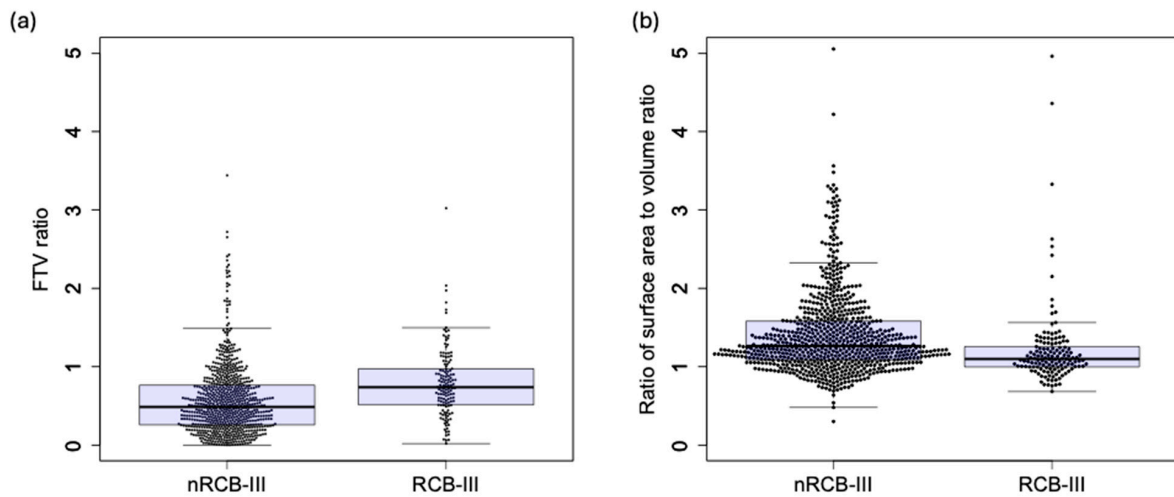 (a)
FTV ratio
5
4
3
2
1
0
nRCB-III RCB-III
(b)
Ratio of surface area to volume ratio
5
4
3
2
1
0
nRCB-III RCB-III